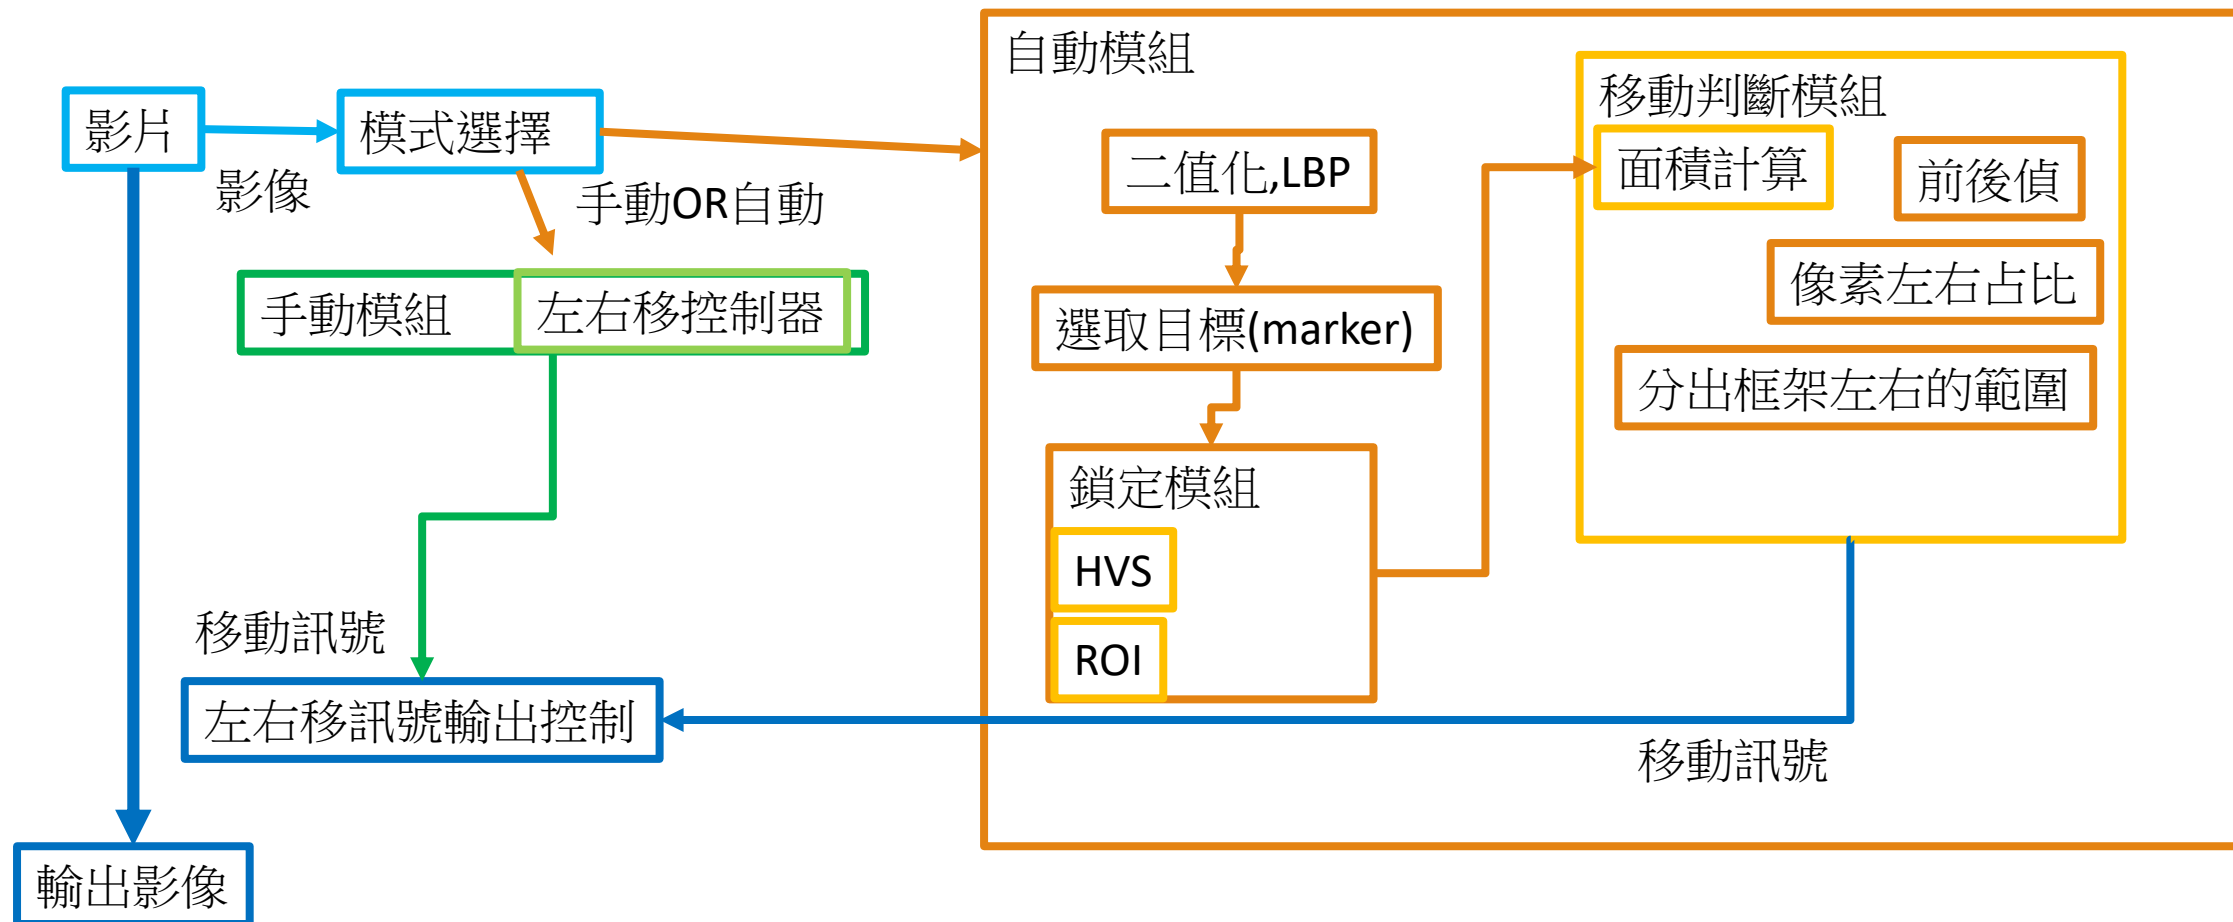 影片
影像
模式選擇
手動OR自動
手動模組
左右移控制器
移動訊號
左右移訊號輸出控制
輸出影像
自動模組
二值化,LBP
選取目標(marker)
鎖定模組
HVS
ROI
移動判斷模組
面積計算
前後偵
像素左右占比
分出框架左右的範圍
移動訊號